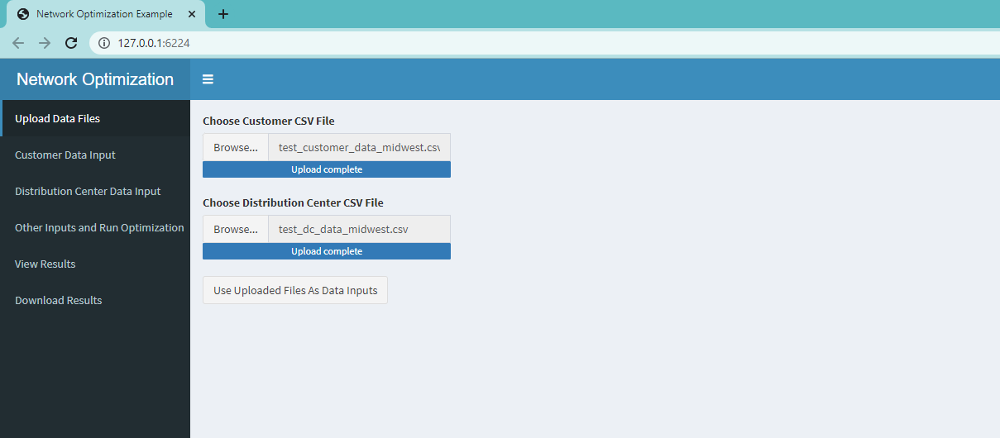 Network Optimization Example
127.0.0.1:6224
Network Optimization
Upload Data Files
Customer Data Input
Distribution Center Data Input
Other Inputs and Run Optimization
View Results
Download Results
Choose Customer CSV File
Browse... test_customer_data_midwest.csv
Upload complete
Choose Distribution Center CSV File
Browse... test_dc_data_midwest.csv
Upload complete
Use Uploaded Files As Data Inputs